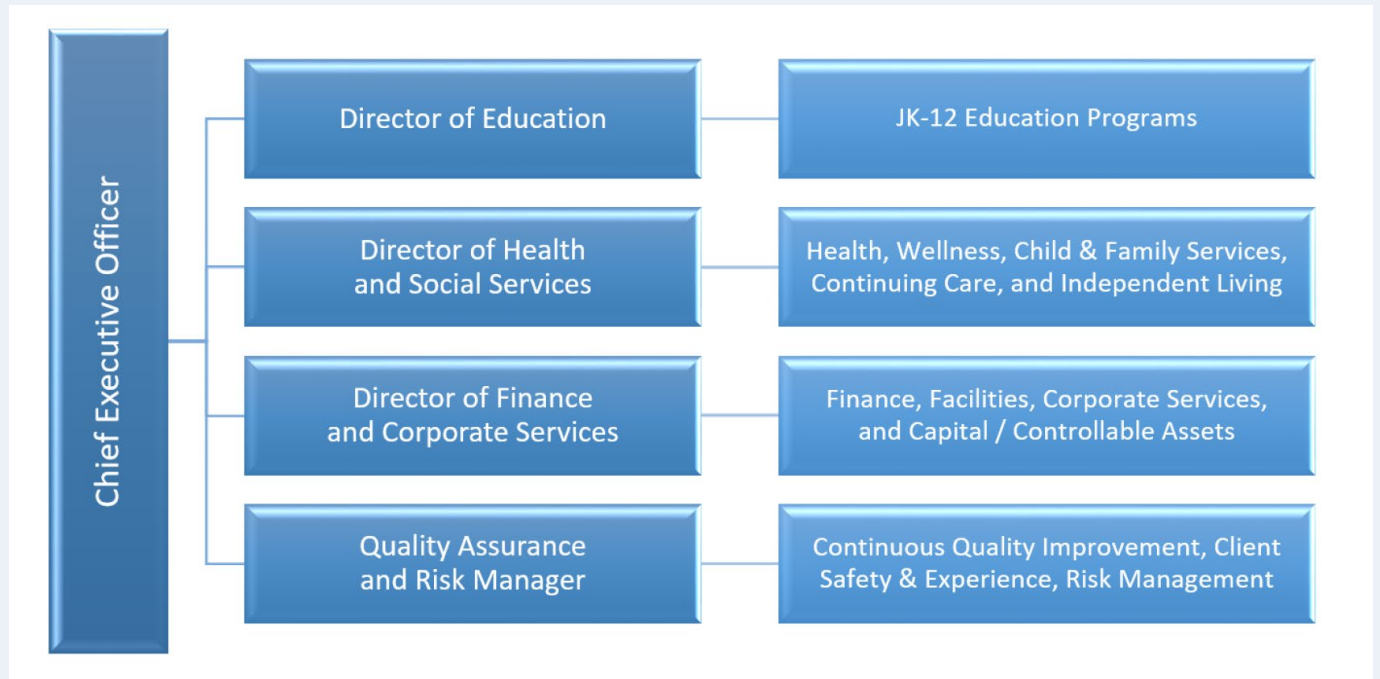 Chief Executive Officer
Director of Education
JK-12 Education Programs
Director of Health
and Social Services
Health, Wellness, Child & Family Services,
Continuing Care, and Independent Living
Director of Finance
and Corporate Services
Finance, Facilities, Corporate Services,
and Capital / Controllable Assets
Quality Assurance
and Risk Manager
Continuous Quality Improvement, Client
Safety & Experience, Risk Management